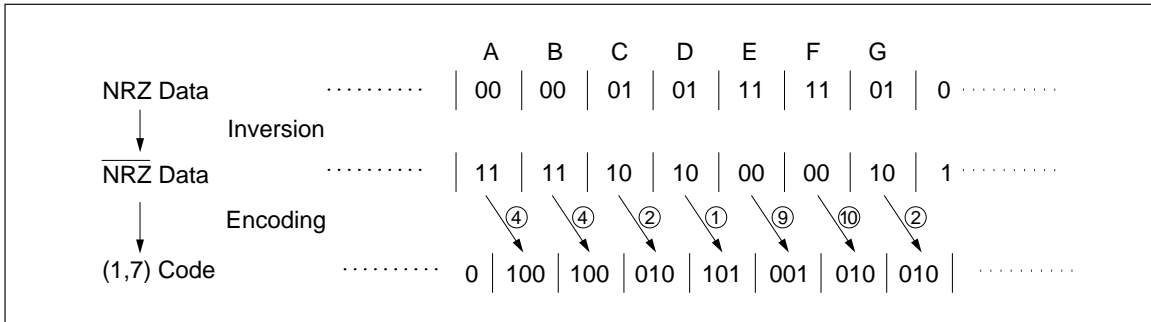 A B C D E F G
NRZ Data ·········· | 00 | 00 | 01 | 01 | 11 | 11 | 01 | 0 ··········
Inversion
N̅R̅Z̅ Data ·········· | 11 | 11 | 10 | 10 | 00 | 00 | 10 | 1 ··········
Encoding ④ ④ ② ① ⑨ ⑩ ②
(1,7) Code ·········· 0 | 100 | 100 | 010 | 101 | 001 | 010 | 010 | ··········